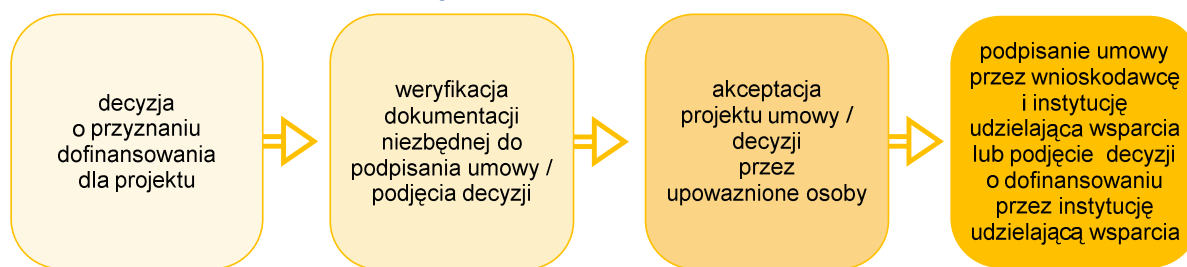 decyzja
o przyznaniu
dofinansowania
dla projektu
weryfikacja
dokumentacji
niezbędnej do
podpisania umowy /
podjęcia decyzji
akceptacja
projektu umowy /
decyzji
przez
upowaznione osoby
podpisanie umowy
przez wnioskodawcę
i instytucję
udzielająca wsparcia
lub podjęcie decyzji
o dofinansowaniu
przez instytucję
udzielającą wsparcia